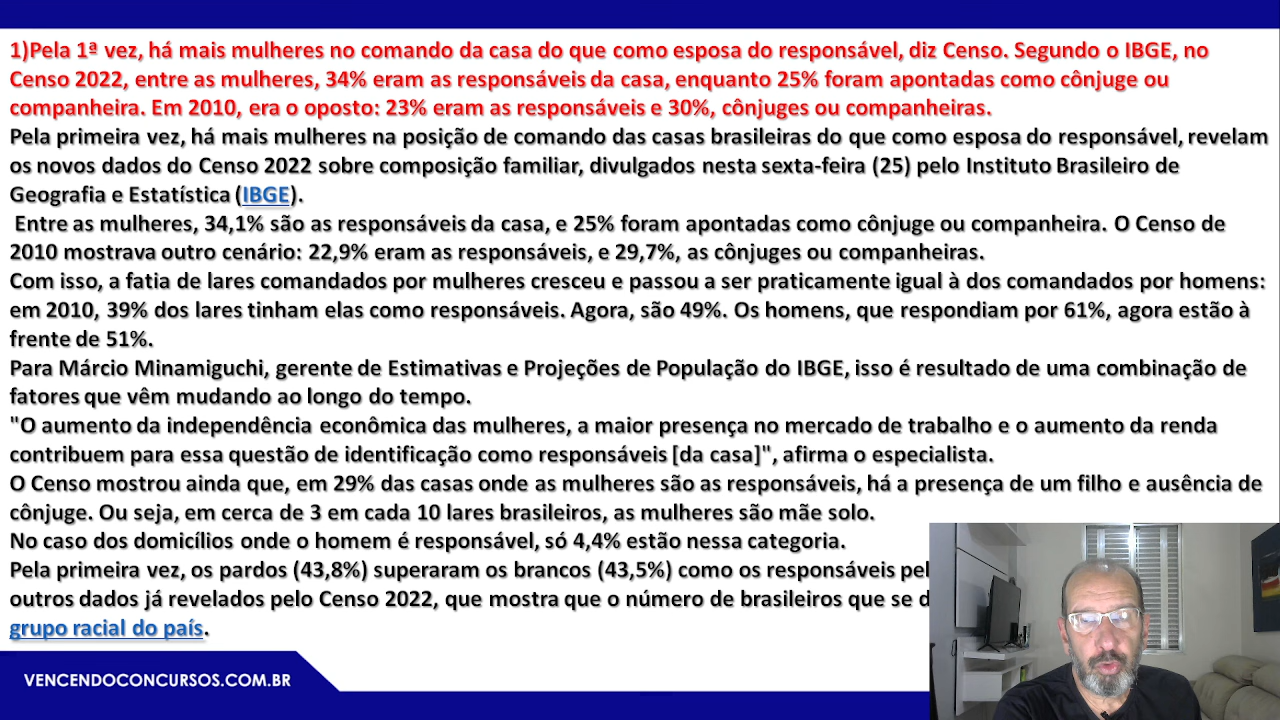 1)Pela 1ª vez, há mais mulheres no comando da casa do que como esposa do responsável, diz Censo. Segundo o IBGE, no
Censo 2022, entre as mulheres, 34% eram as responsáveis da casa, enquanto 25% foram apontadas como cônjuge ou
companheira. Em 2010, era o oposto: 23% eram as responsáveis e 30%, cônjuges ou companheiras.
Pela primeira vez, há mais mulheres na posição de comando das casas brasileiras do que como esposa do responsável, revelam
os novos dados do Censo 2022 sobre composição familiar, divulgados nesta sexta-feira (25) pelo Instituto Brasileiro de
Geografia e Estatística (IBGE).
Entre as mulheres, 34,1% são as responsáveis da casa, e 25% foram apontadas como cônjuge ou companheira. O Censo de
2010 mostrava outro cenário: 22,9% eram as responsáveis, e 29,7%, as cônjuges ou companheiras.
Com isso, a fatia de lares comandados por mulheres cresceu e passou a ser praticamente igual à dos comandados por homens:
em 2010, 39% dos lares tinham elas como responsáveis. Agora, são 49%. Os homens, que respondiam por 61%, agora estão à
frente de 51%.
Para Márcio Minamiguchi, gerente de Estimativas e Projeções de População do IBGE, isso é resultado de uma combinação de
fatores que vêm mudando ao longo do tempo.
"O aumento da independência econômica das mulheres, a maior presença no mercado de trabalho e o aumento da renda
contribuem para essa questão de identificação como responsáveis [da casa]", afirma o especialista.
O Censo mostrou ainda que, em 29% das casas onde as mulheres são as responsáveis, há a presença de um filho e ausência de
cônjuge. Ou seja, em cerca de 3 em cada 10 lares brasileiros, as mulheres são mãe solo.
No caso dos domicílios onde o homem é responsável, só 4,4% estão nessa categoria.
Pela primeira vez, os pardos (43,8%) superaram os brancos (43,5%) como os responsáveis
outros dados já revelados pelo Censo 2022, que mostra que o número de brasileiros que se
grupo racial do país.
VENCENDOCONCURSOS.COM.BR